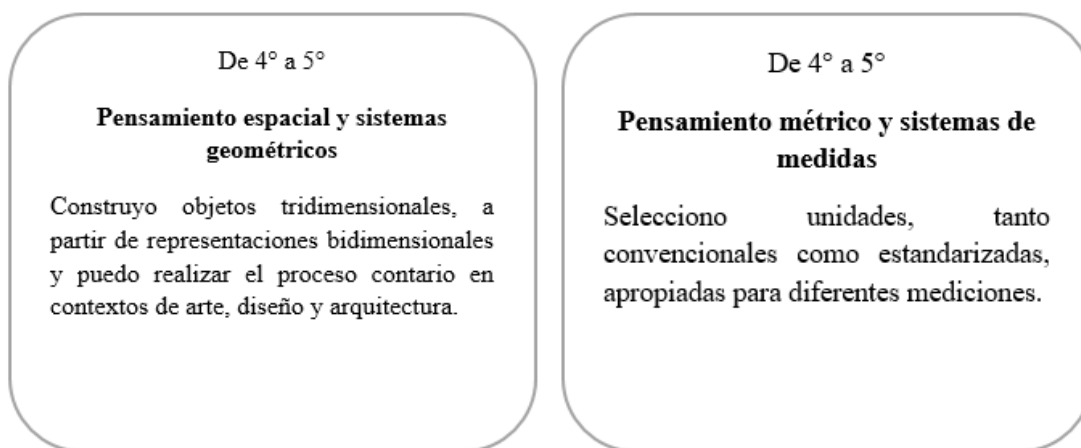 De 4° a 5°
Pensamiento espacial y sistemas
geométricos
Construyo objetos tridimensionales, a
partir de representaciones bidimensionales
y puedo realizar el proceso contario en
contextos de arte, diseño y arquitectura.
De 4° a 5°
Pensamiento métrico y sistemas de
medidas
Selecciono unidades, tanto
convencionales como estandarizadas,
apropiadas para diferentes mediciones.